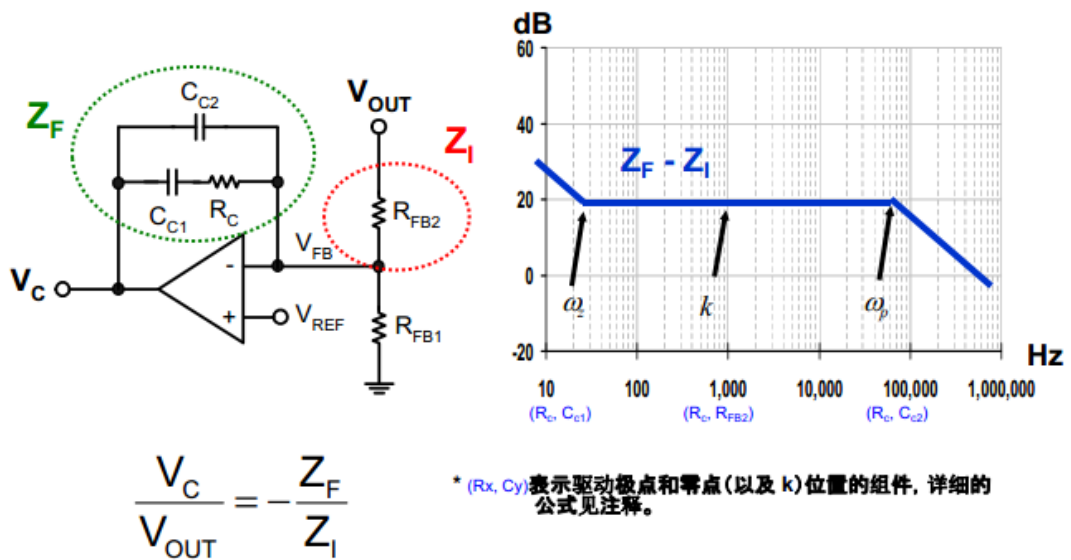 Z_F
C_C2
C_C1
R_C
V_OUT
Z_I
R_FB2
V_FB
V_C
-
+
V_REF
R_FB1
V_C / V_OUT = - Z_F / Z_I
dB
60
40
20
0
-20
Z_F - Z_I
ω_z
k
ω_p
Hz
10 100 1,000 10,000 100,000 1,000,000
(R_c, C_c1) (R_c, R_FB2) (R_c, C_c2)
* (Rx, Cy)表示驱动极点和零点(以及 k)位置的组件, 详细的
公式见注释。